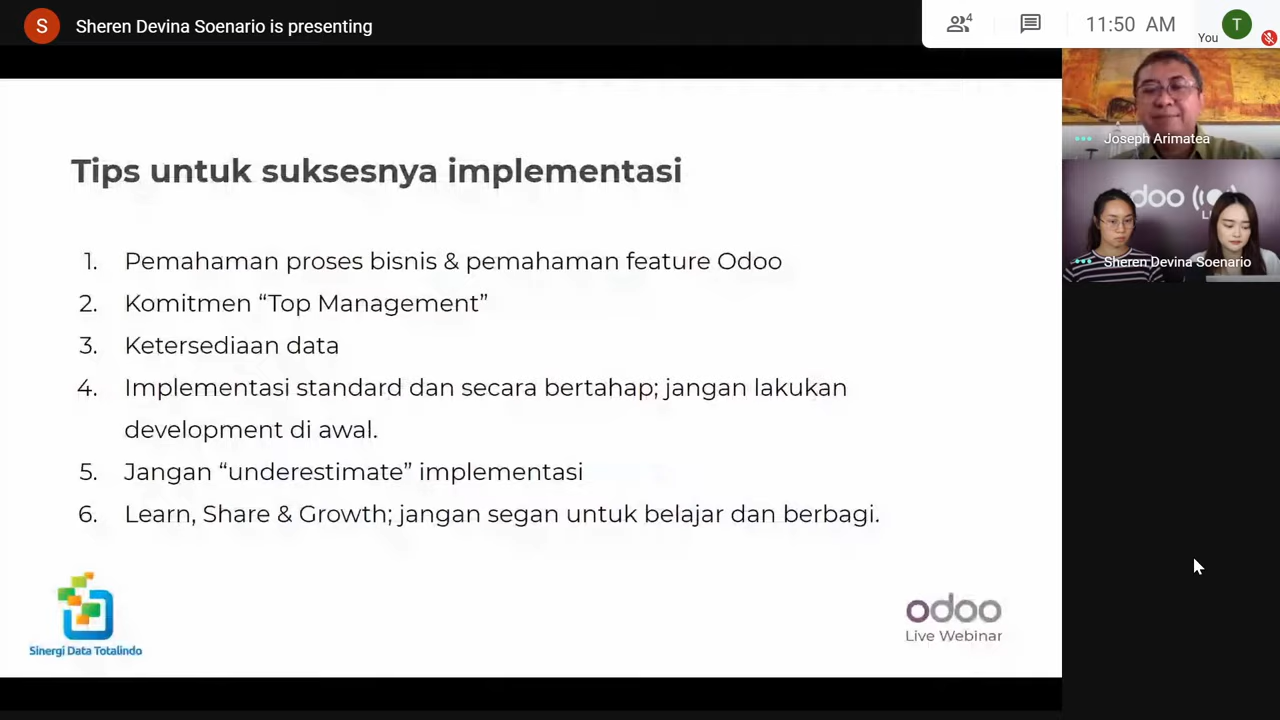 S
Sheren Devina Soenario is presenting
4
11:50 AM
You
T
Joseph Arimatea
odoo
Sheren Devina Soenario
Tips untuk suksesnya implementasi
1. Pemahaman proses bisnis & pemahaman feature Odoo
2. Komitmen “Top Management”
3. Ketersediaan data
4. Implementasi standard dan secara bertahap; jangan lakukan
development di awal.
5. Jangan “underestimate” implementasi
6. Learn, Share & Growth; jangan segan untuk belajar dan berbagi.
Sinergi Data Totalindo
odoo
Live Webinar